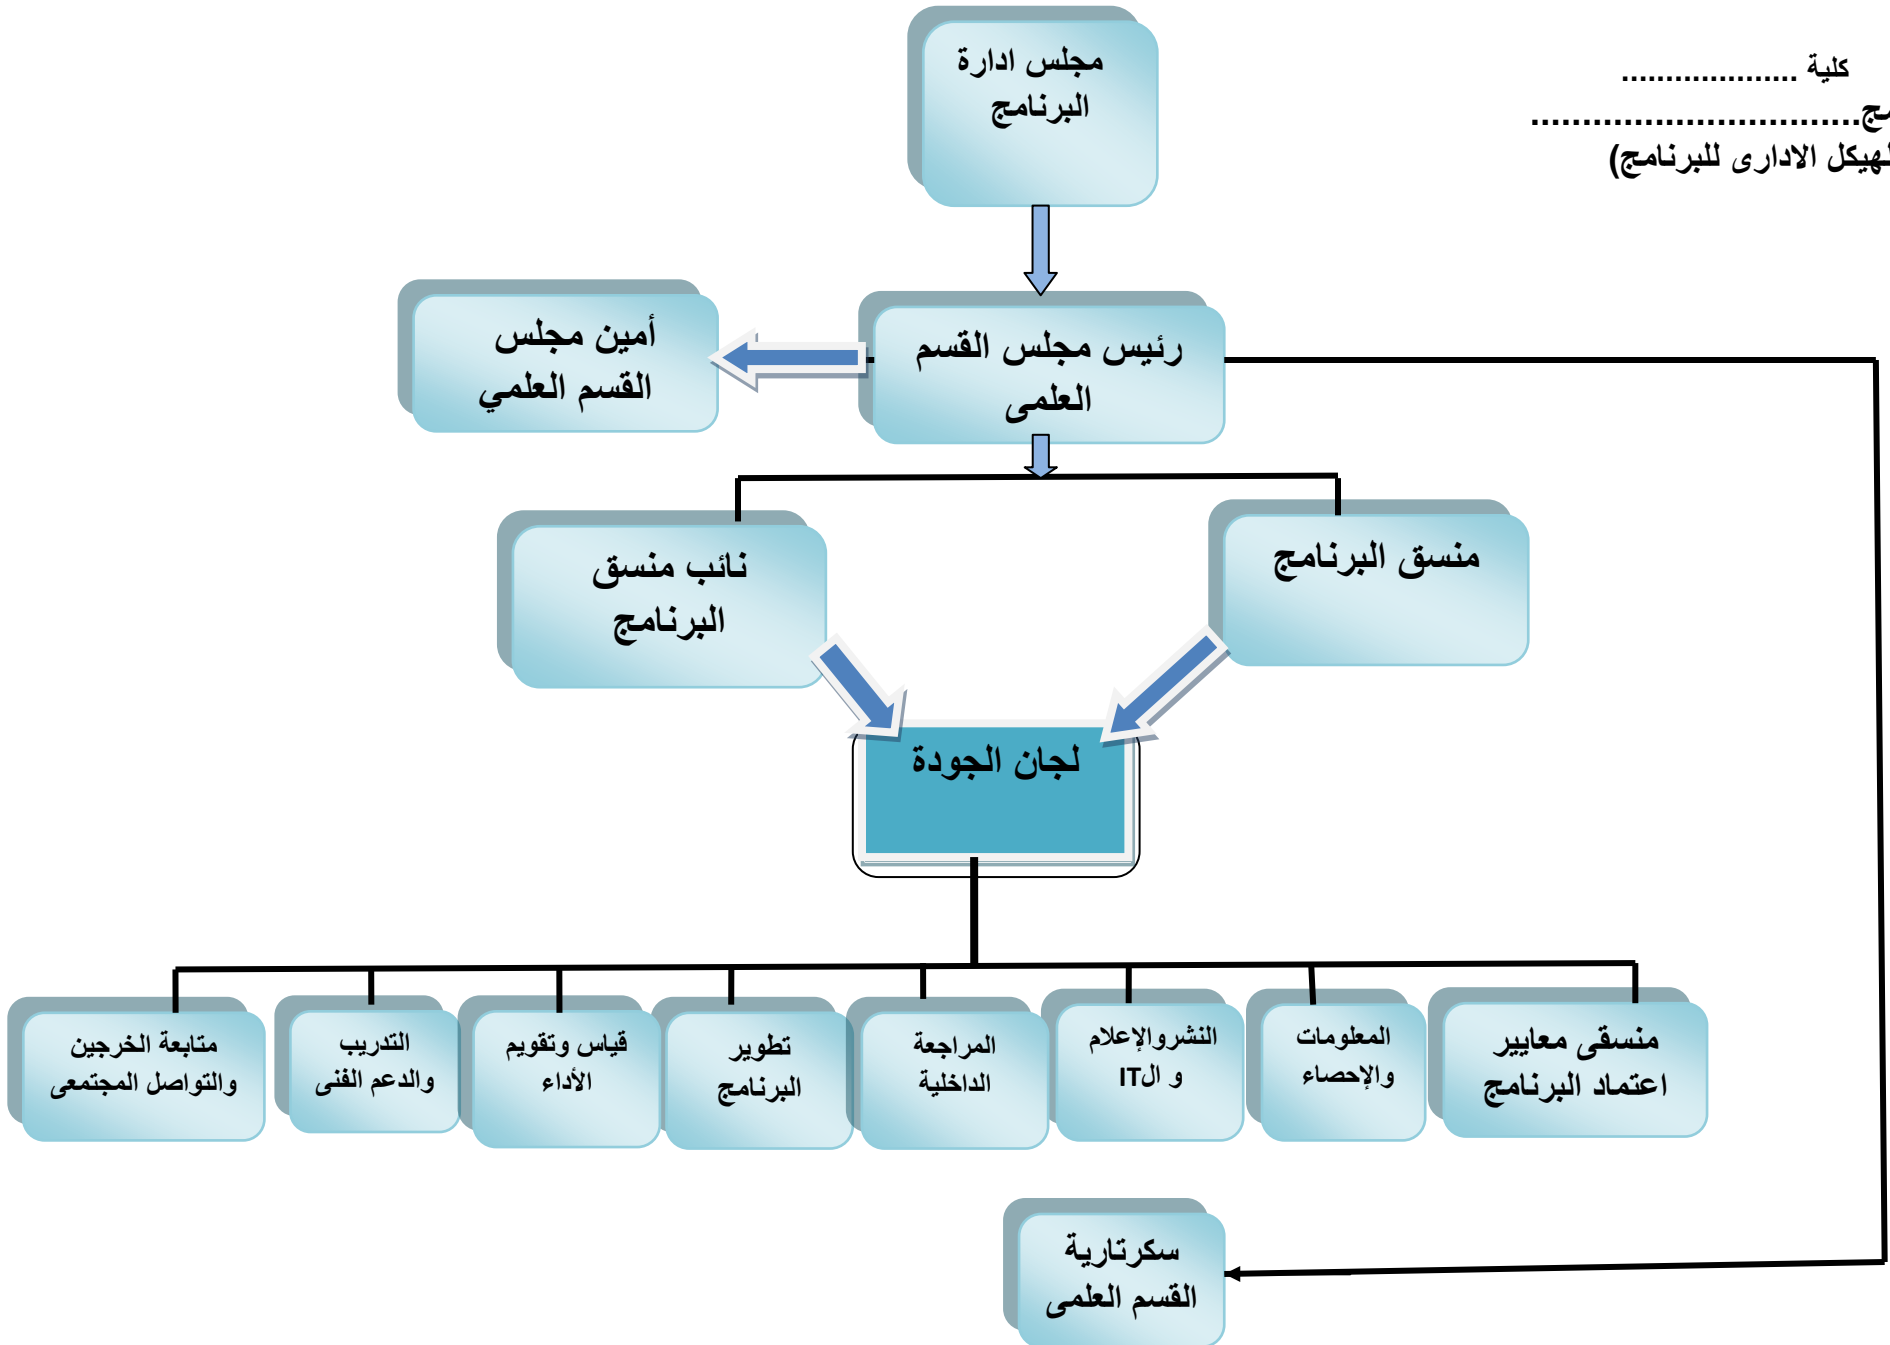 كلية ....................
مج................................
لهيكل الادارى للبرنامج)
مجلس ادارة
البرنامج
رئيس مجلس القسم
العلمى
أمين مجلس
القسم العلمي
منسق البرنامج
نائب منسق
البرنامج
لجان الجودة
منسقى معايير
اعتماد البرنامج
المعلومات
والإحصاء
النشروالإعلام
و الIT
المراجعة
الداخلية
تطوير
البرنامج
قياس وتقويم
الأداء
التدريب
والدعم الفنى
متابعة الخرجين
والتواصل المجتمعى
سكرتارية
القسم العلمى